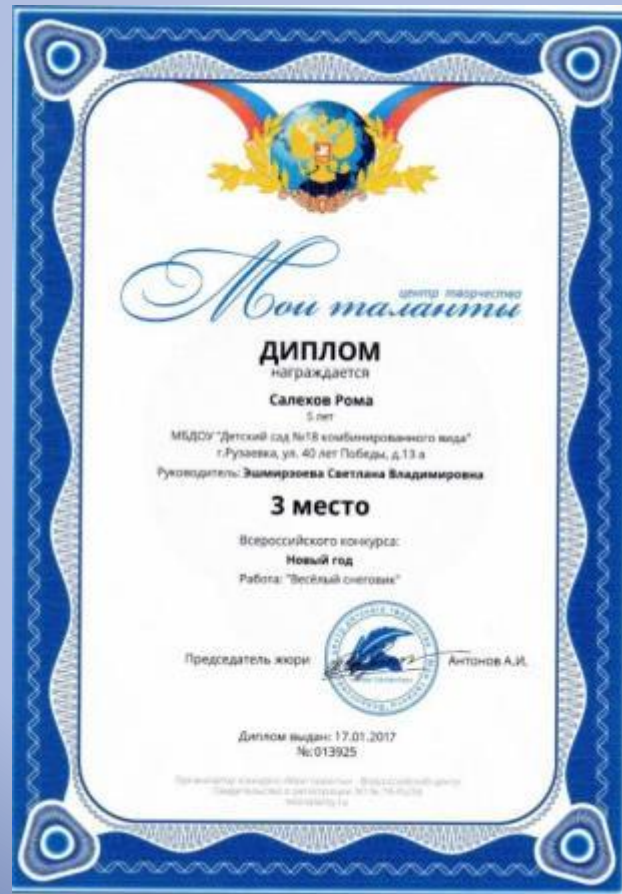 Мои таланты
центр творчества
ДИПЛОМ
награждается
Салехов Рома
5 лет
МБДОУ "Детский сад №18 комбинированного вида"
г.Рузаевка, ул. 40 лет Победы, д.13 а
Руководитель: Эшмирзоева Светлана Владимировна
3 место
Всероссийского конкурса:
Новый год
Работа: "Весёлый снеговик"
Председатель жюри
Антонов А.И.
Диплом выдан: 17.01.2017
№: 013925